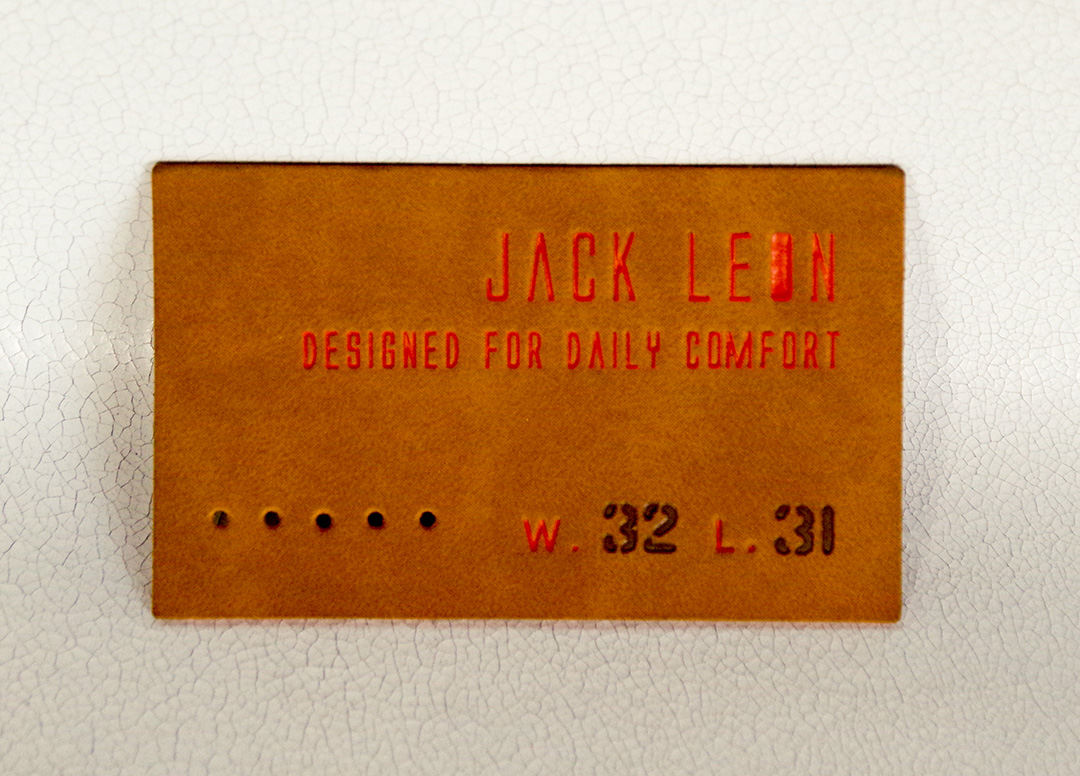 JACK LEON
DESIGNED FOR DAILY COMFORT
W. 32 L. 31